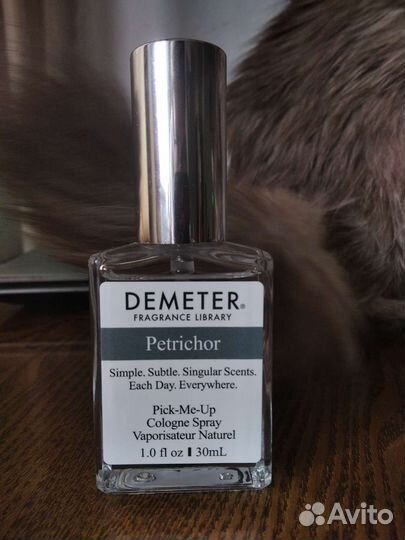 DEMETER®
FRAGRANCE LIBRARY
Petrichor
Simple. Subtle. Singular Scents.
Each Day. Everywhere.
Pick-Me-Up
Cologne Spray
Vaporisateur Naturel
1.0 fl oz ▮ 30mL
Avito